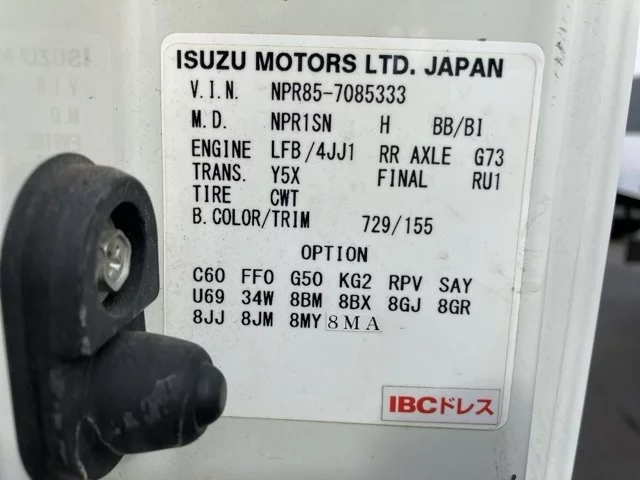 ISUZU MOTORS LTD. JAPAN
V.I.N. NPR85-7085333
M.D. NPR1SN H BB/BI
ENGINE LFB/4JJ1 RR AXLE G73
TRANS. Y5X FINAL RU1
TIRE CWT
B.COLOR/TRIM 729/155
OPTION
C60 FF0 G50 KG2 RPV SAY
U69 34W 8BM 8BX 8GJ 8GR
8JJ 8JM 8MY 8MA
IBCドレス